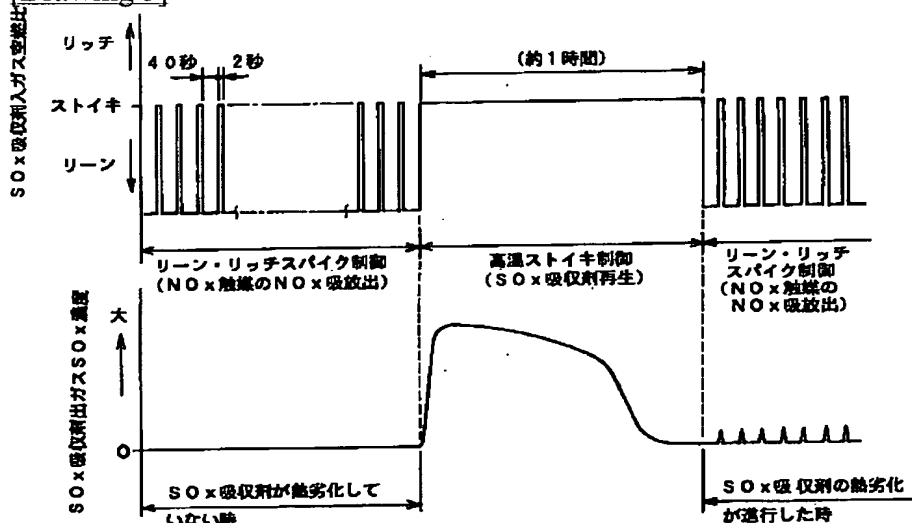 SOx吸収剤入ガス空燃比
リッチ
ストイキ
リーン
40秒
2秒
(約1時間)
リーン・リッチスパイク制御
(NOx触媒のNOx吸放出)
高温ストイキ制御
(SOx吸収剤再生)
リーン・リッチ
スパイク制御
(NOx触媒の
NOx吸放出)
SOx吸収剤出ガスSOx濃度
大
0
SOx吸収剤が熱劣化して
いない時
SOx吸収剤の熱劣化
が進行した時